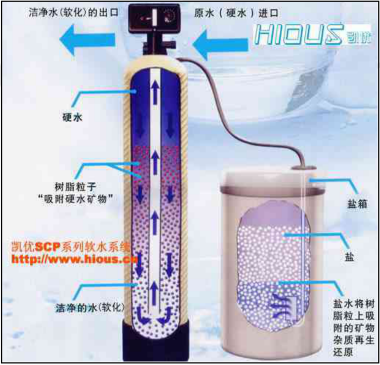 洁净水(软化)的出口
原水(硬水)进口
HIOUS 凯优
硬水
树脂粒子
“吸附硬水矿物”
盐箱
凯优SCP系列软水系统
http://www.hious.c
盐
洁净的水(软化)
盐水将树
脂粒上吸
附的矿物
杂质再生
还原